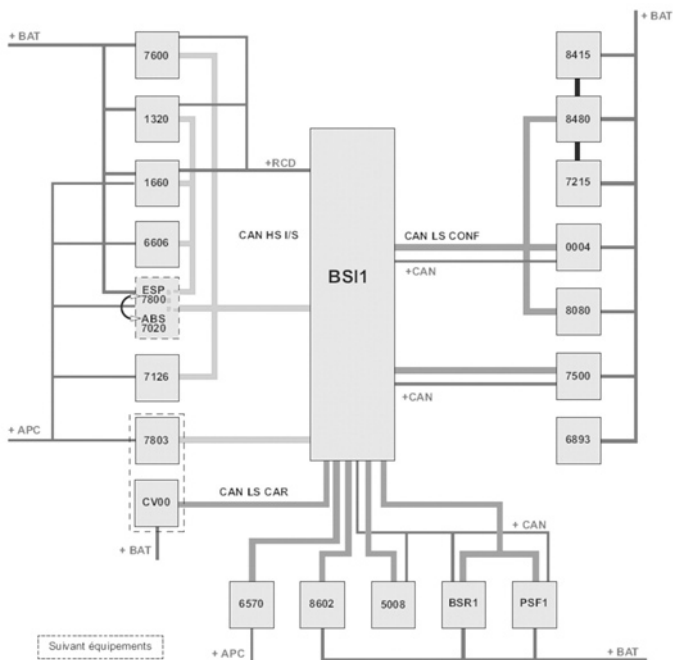 + BAT
+ BAT
7600
8415
1320
8480
+RCD
1660
7215
CAN HS I/S
CAN LS CONF
6606
0004
BSI1
+CAN
ESP
7800
ABS
7020
8080
7126
7500
+CAN
+ APC
7803
6893
CV00
CAN LS CAR
+ CAN
+ BAT
6570
8602
5008
BSR1
PSF1
Suivant équipements
+ APC
+ BAT